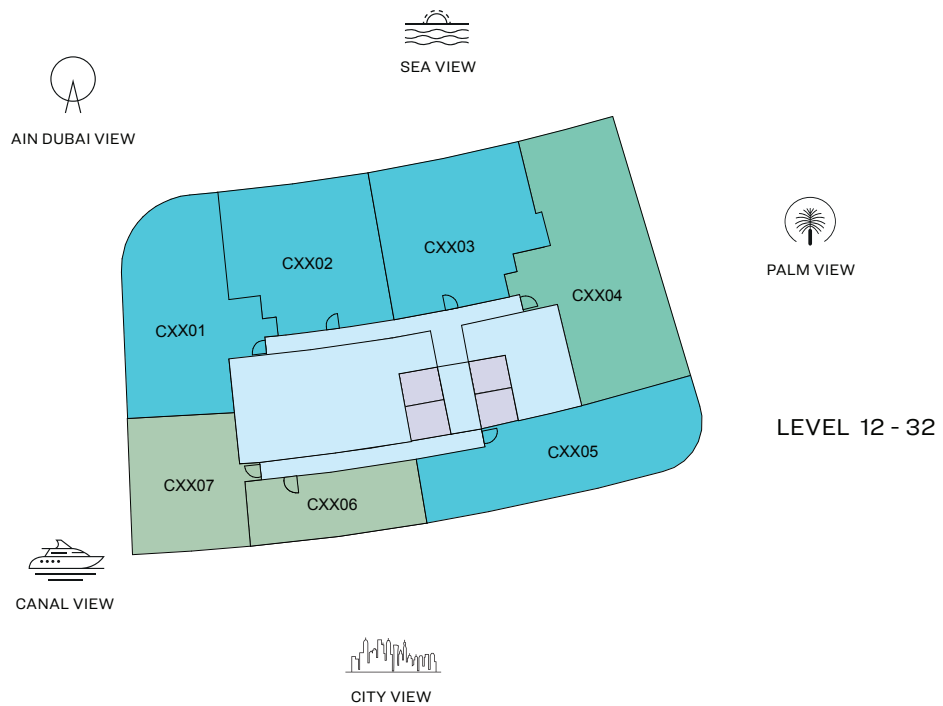 SEA VIEW
AIN DUBAI VIEW
CXX03
CXX02
PALM VIEW
CXX04
CXX01
LEVEL 12 - 32
CXX05
CXX07
CXX06
CANAL VIEW
CITY VIEW